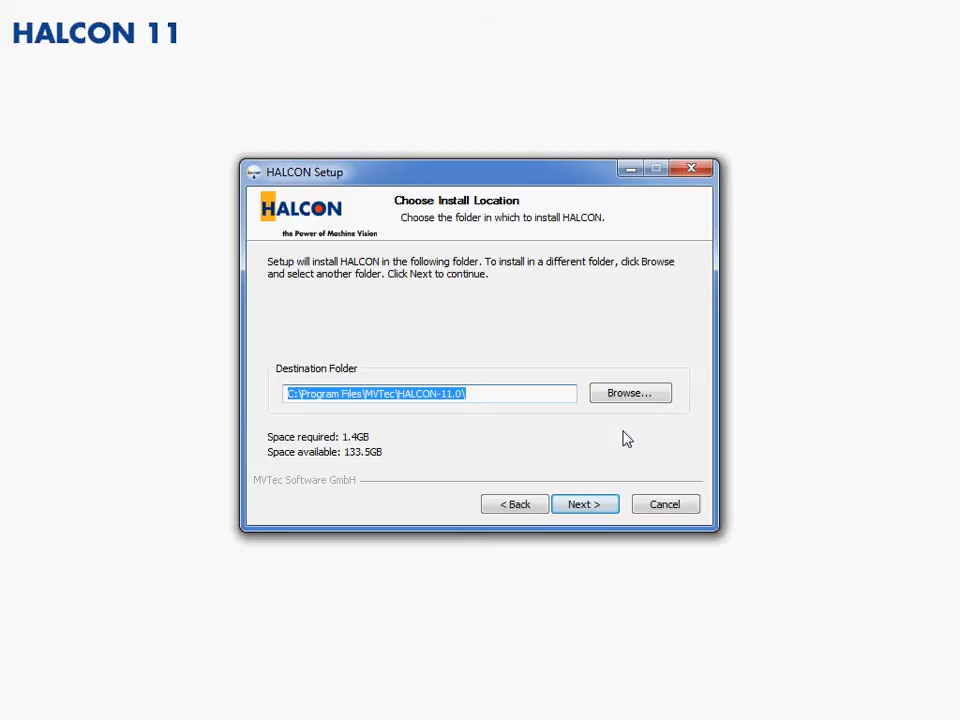 HALCON 11
HALCON Setup
HALCON
the Power of Machine Vision
Choose Install Location
Choose the folder in which to install HALCON.
Setup will install HALCON in the following folder. To install in a different folder, click Browse
and select another folder. Click Next to continue.
Destination Folder
C:\Program Files\MVTec\HALCON-11.0\
Browse...
Space required: 1.4GB
Space available: 133.5GB
MVTec Software GmbH
< Back
Next >
Cancel